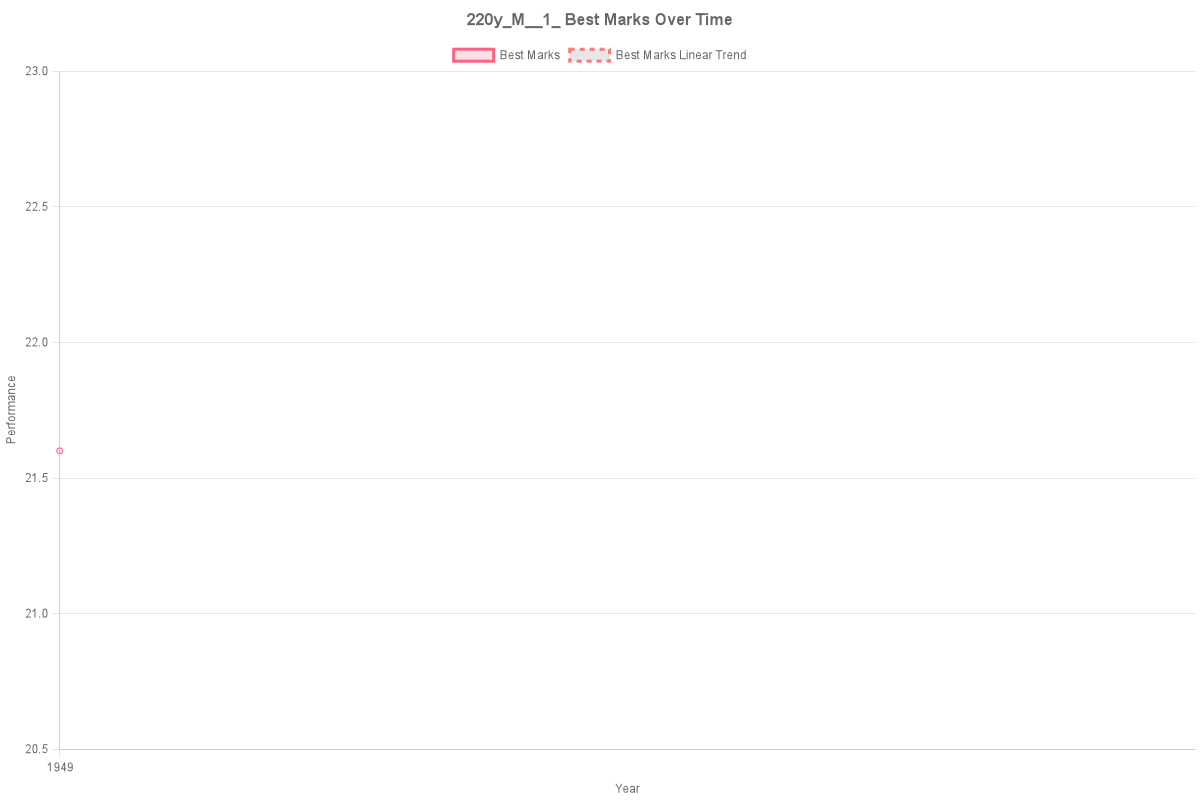 220y_M__1_ Best Marks Over Time
Best Marks
Best Marks Linear Trend
23.0
22.5
22.0
21.5
21.0
20.5
Performance
1949
Year